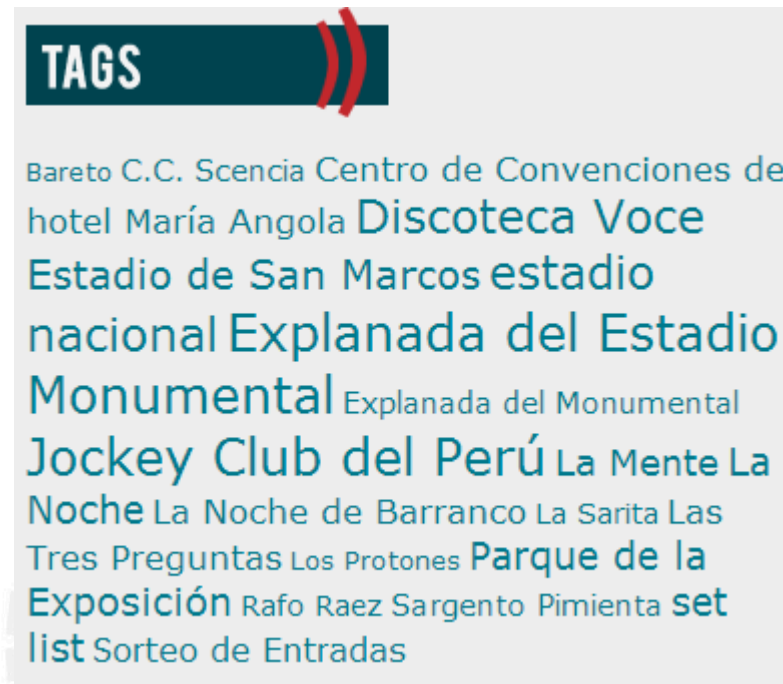 TAGS
Bareto C.C. Scencia Centro de Convenciones de
hotel María Angola Discoteca Voce
Estadio de San Marcos estadio
nacional Explanada del Estadio
Monumental Explanada del Monumental
Jockey Club del Perú La Mente La
Noche La Noche de Barranco La Sarita Las
Tres Preguntas Los Protones Parque de la
Exposición Rafo Raez Sargento Pimienta set
list Sorteo de Entradas